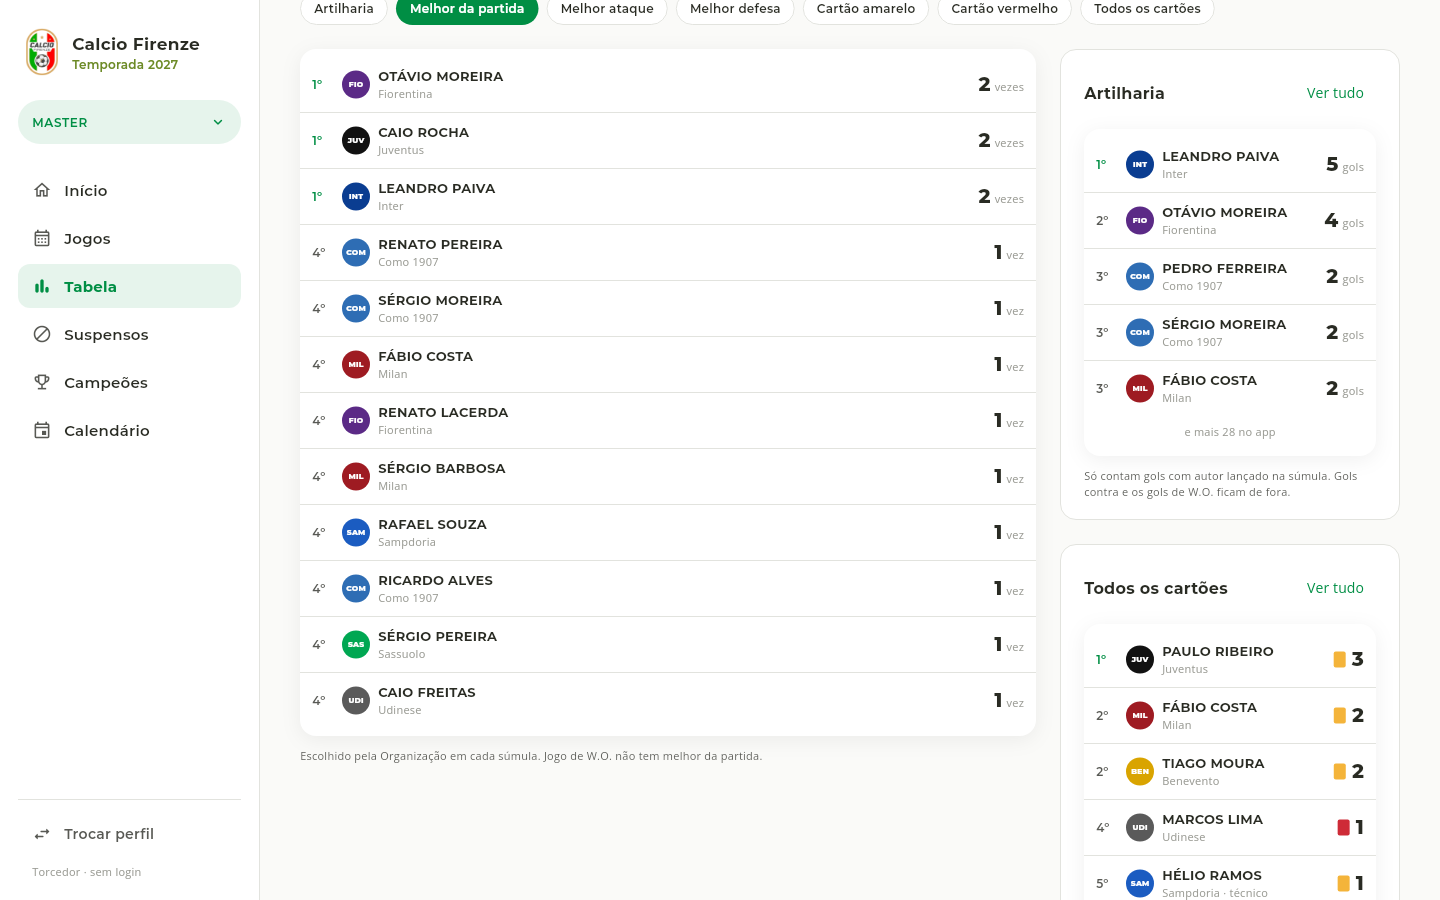 Calcio Firenze
Temporada 2027
MASTER
Início
Jogos
Tabela
Suspensos
Campeões
Calendário
Trocar perfil
Torcedor · sem login
Artilharia
Melhor da partida
Melhor ataque
Melhor defesa
Cartão amarelo
Cartão vermelho
Todos os cartões
1º FIO OTÁVIO MOREIRA 2 vezes
Fiorentina
1º JUV CAIO ROCHA 2 vezes
Juventus
1º INT LEANDRO PAIVA 2 vezes
Inter
4º COM RENATO PEREIRA 1 vez
Como 1907
4º COM SÉRGIO MOREIRA 1 vez
Como 1907
4º MIL FÁBIO COSTA 1 vez
Milan
4º FIO RENATO LACERDA 1 vez
Fiorentina
4º MIL SÉRGIO BARBOSA 1 vez
Milan
4º SAM RAFAEL SOUZA 1 vez
Sampdoria
4º COM RICARDO ALVES 1 vez
Como 1907
4º SAS SÉRGIO PEREIRA 1 vez
Sassuolo
4º UDI CAIO FREITAS 1 vez
Udinese
Escolhido pela Organização em cada súmula. Jogo de W.O. não tem melhor da partida.
Artilharia Ver tudo
1º INT LEANDRO PAIVA 5 gols
Inter
2º FIO OTÁVIO MOREIRA 4 gols
Fiorentina
3º COM PEDRO FERREIRA 2 gols
Como 1907
3º COM SÉRGIO MOREIRA 2 gols
Como 1907
3º MIL FÁBIO COSTA 2 gols
Milan
e mais 28 no app
Só contam gols com autor lançado na súmula. Gols
contra e os gols de W.O. ficam de fora.
Todos os cartões Ver tudo
1º JUV PAULO RIBEIRO 3
Juventus
2º MIL FÁBIO COSTA 2
Milan
2º BEN TIAGO MOURA 2
Benevento
4º UDI MARCOS LIMA 1
Udinese
5º SAM HÉLIO RAMOS 1
Sampdoria · técnico